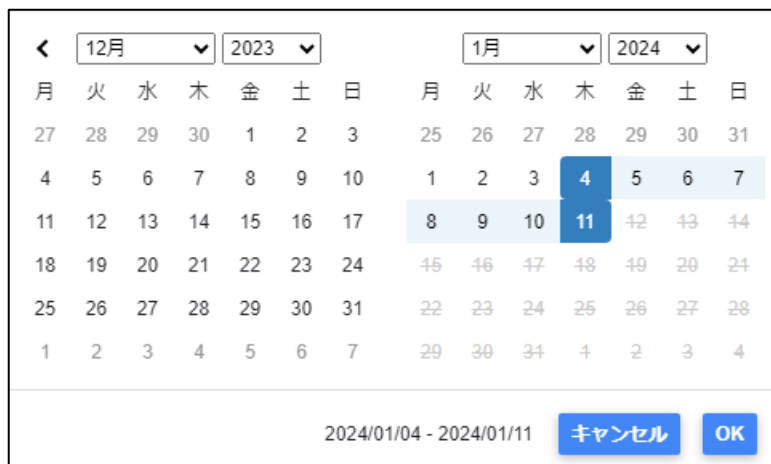 12月 2023 1月 2024
月 火 水 木 金 土 日 月 火 水 木 金 土 日
27 28 29 30 1 2 3 25 26 27 28 29 30 31
4 5 6 7 8 9 10 1 2 3 4 5 6 7
11 12 13 14 15 16 17 8 9 10 11 12 13 14
18 19 20 21 22 23 24 15 16 17 18 19 20 21
25 26 27 28 29 30 31 22 23 24 25 26 27 28
1 2 3 4 5 6 7 29 30 31 1 2 3 4
2024/01/04 - 2024/01/11 キャンセル OK